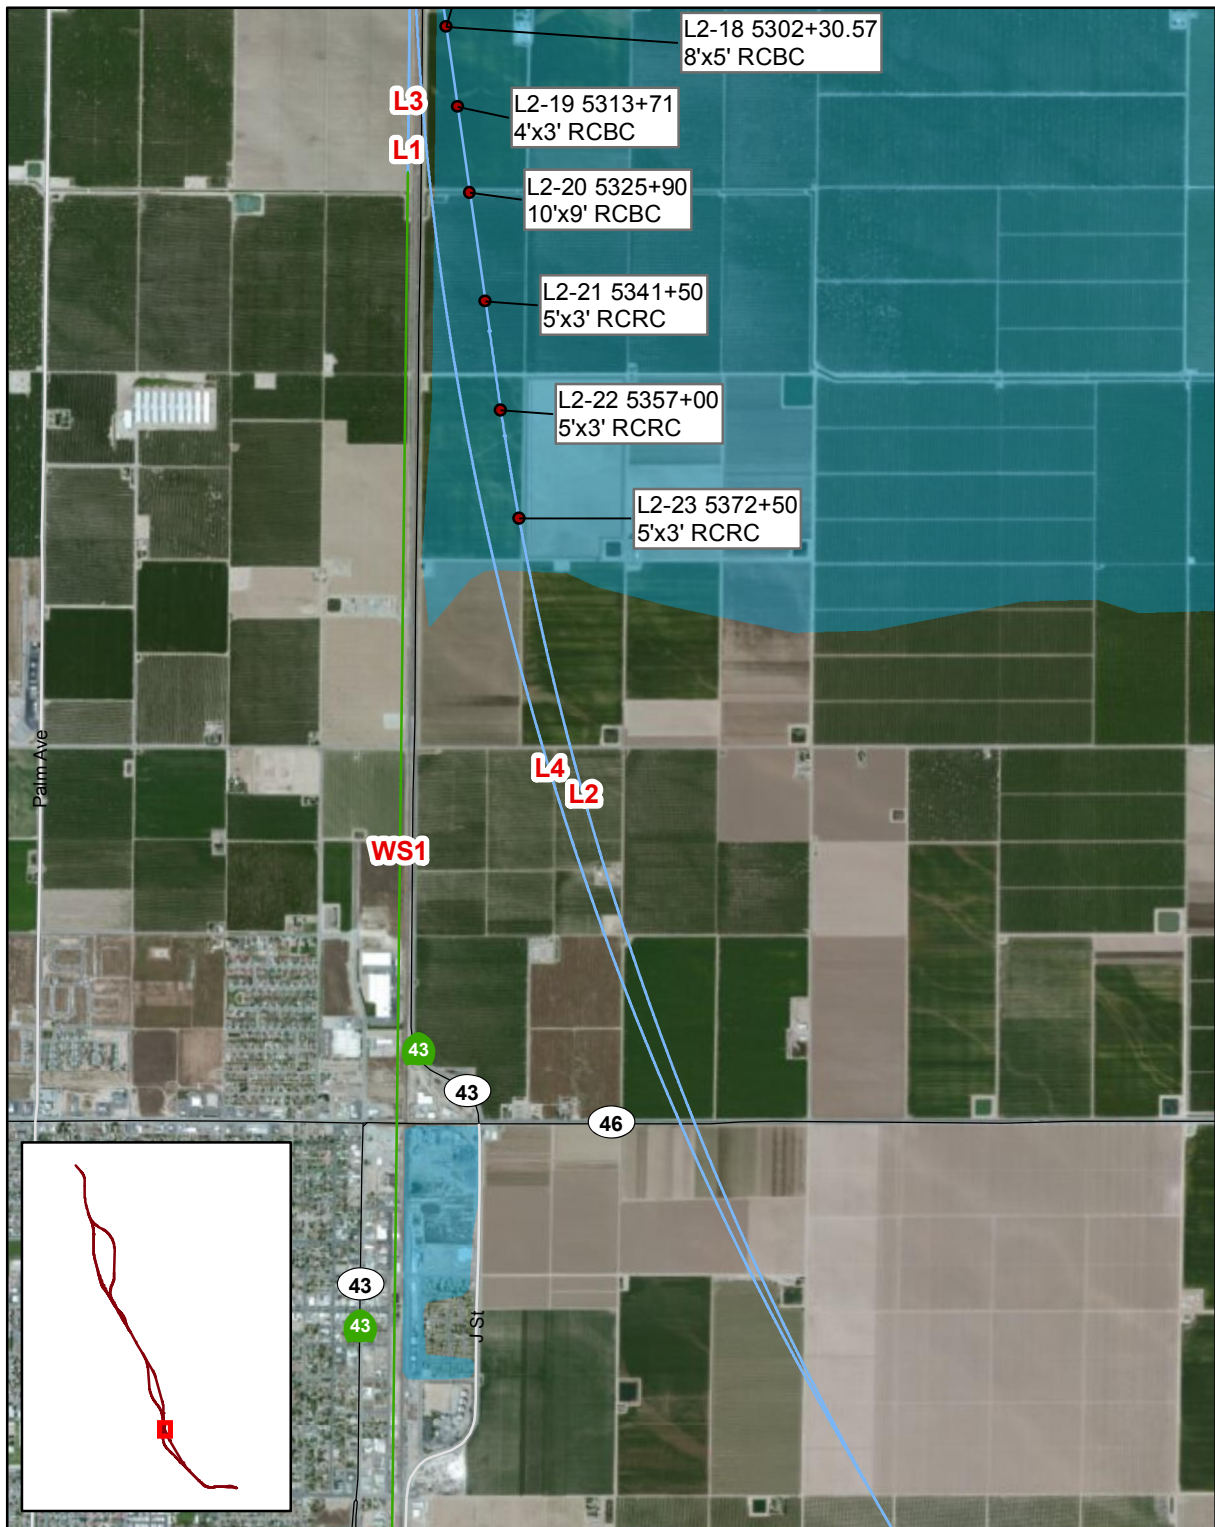 L2-18 5302+30.57
8'x5' RCBC
L3
L2-19 5313+71
4'x3' RCBC
L1
L2-20 5325+90
10'x9' RCBC
L2-21 5341+50
5'x3' RCRC
L2-22 5357+00
5'x3' RCRC
L2-23 5372+50
5'x3' RCRC
Palm Ave
L4
L2
WS1
43
43
46
43
43
J St